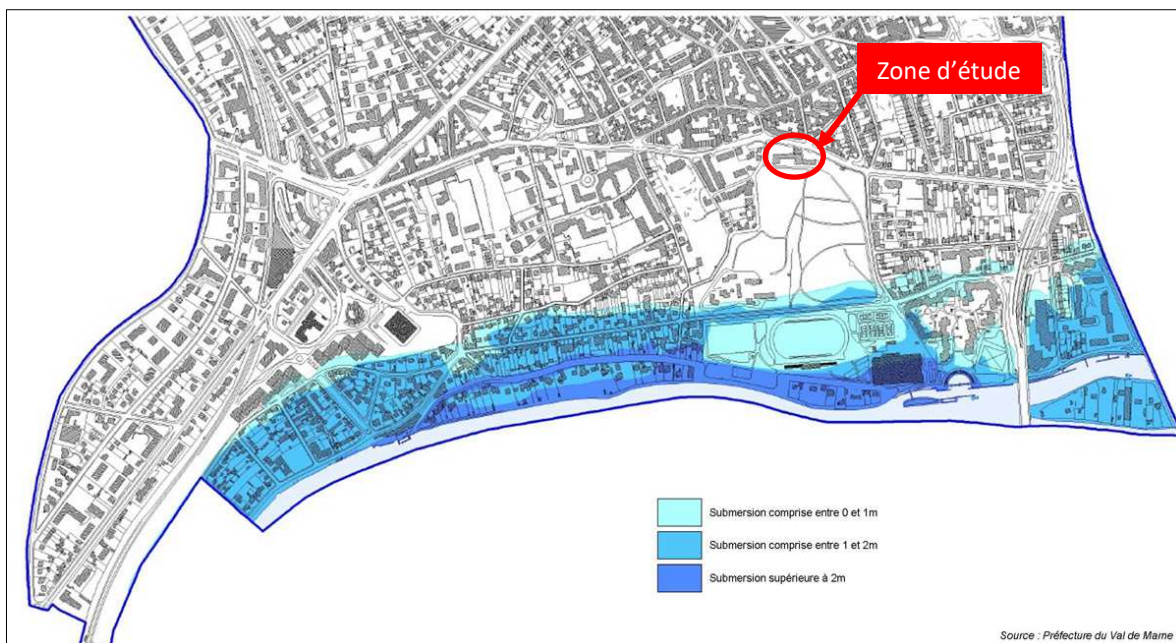 Zone d'étude
Submersion comprise entre 0 et 1m
Submersion comprise entre 1 et 2m
Submersion supérieure à 2m
Source : Préfecture du Val de Marne